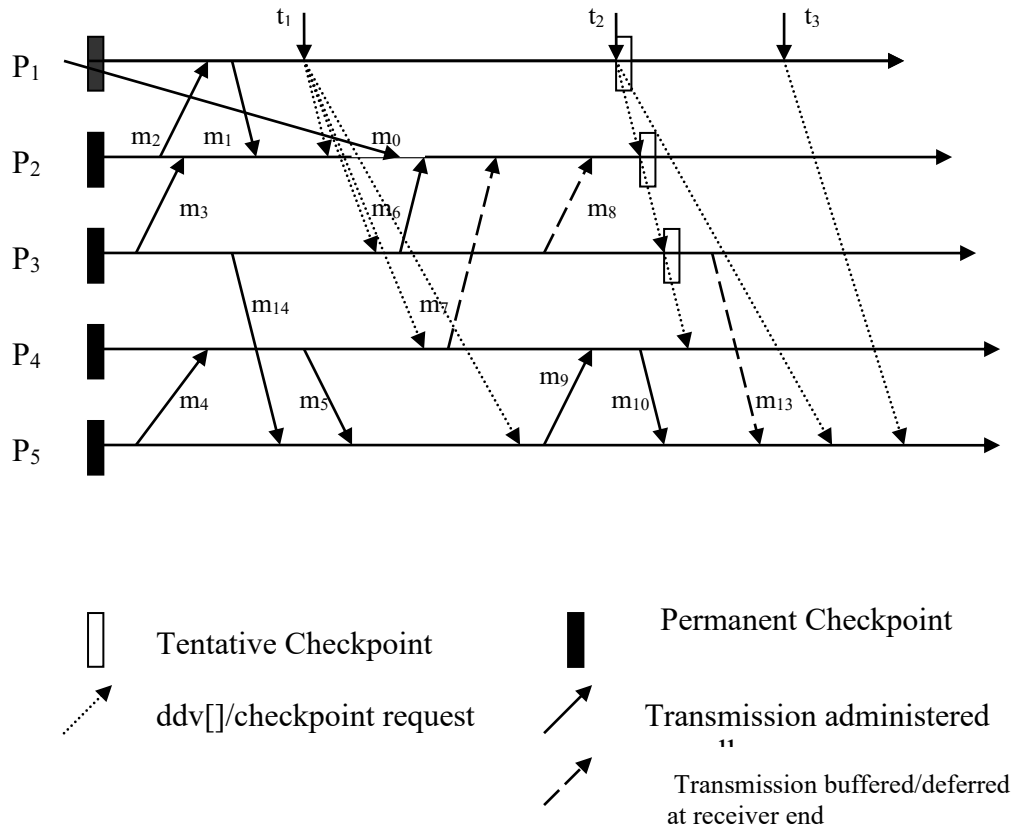 t₁ t₂ t₃
P₁
m₂ m₁ m₀
P₂
m₃ m₆ m₈
P₃
m₁₄ m₇
P₄
m₄ m₅ m₉ m₁₀ m₁₃
P₅
Tentative Checkpoint
Permanent Checkpoint
ddv[]/checkpoint request
Transmission administered
Transmission buffered/deferred
at receiver end